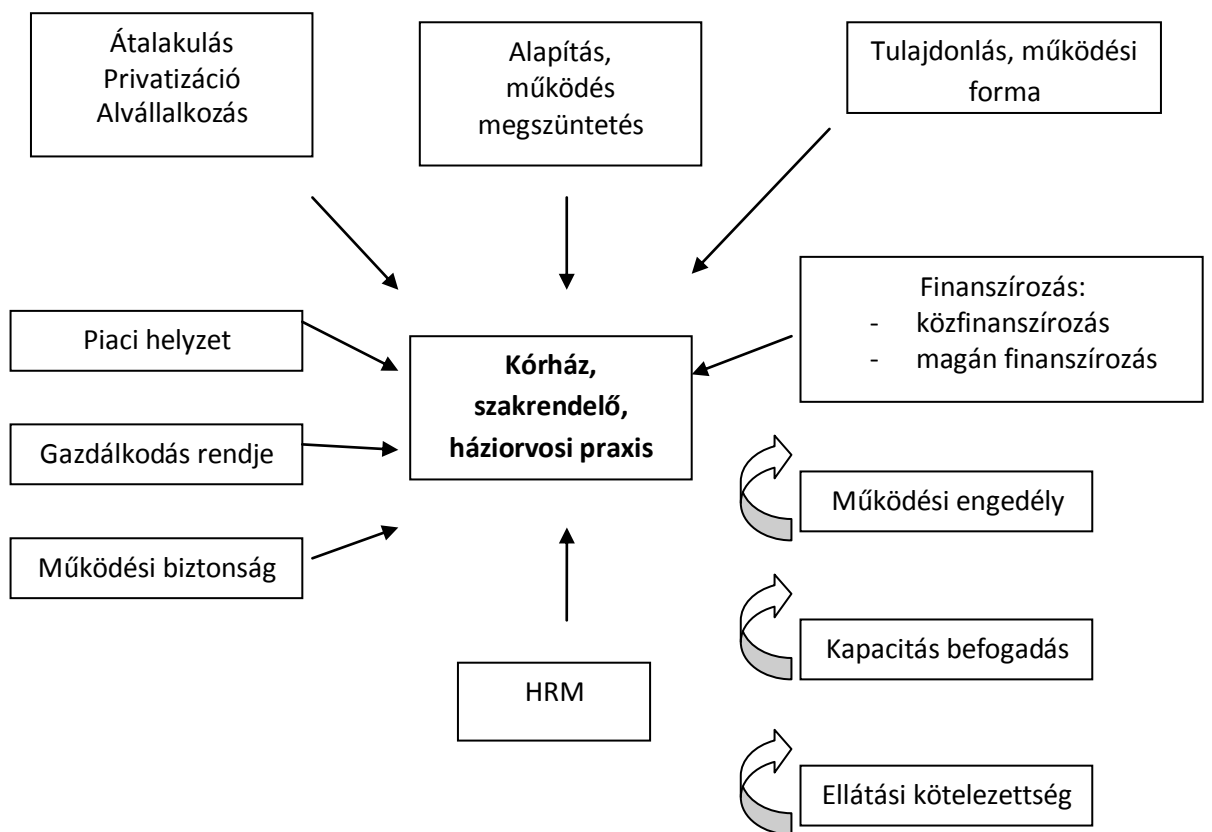 Átalakulás
Privatizáció
Alvállalkozás
Alapítás,
működés
megszüntetés
Tulajdonlás, működési
forma
Finanszírozás:
- közfinanszírozás
- magán finanszírozás
Piaci helyzet
Kórház,
szakrendelő,
háziorvosi praxis
Gazdálkodás rendje
Működési engedély
Működési biztonság
Kapacitás befogadás
HRM
Ellátási kötelezettség